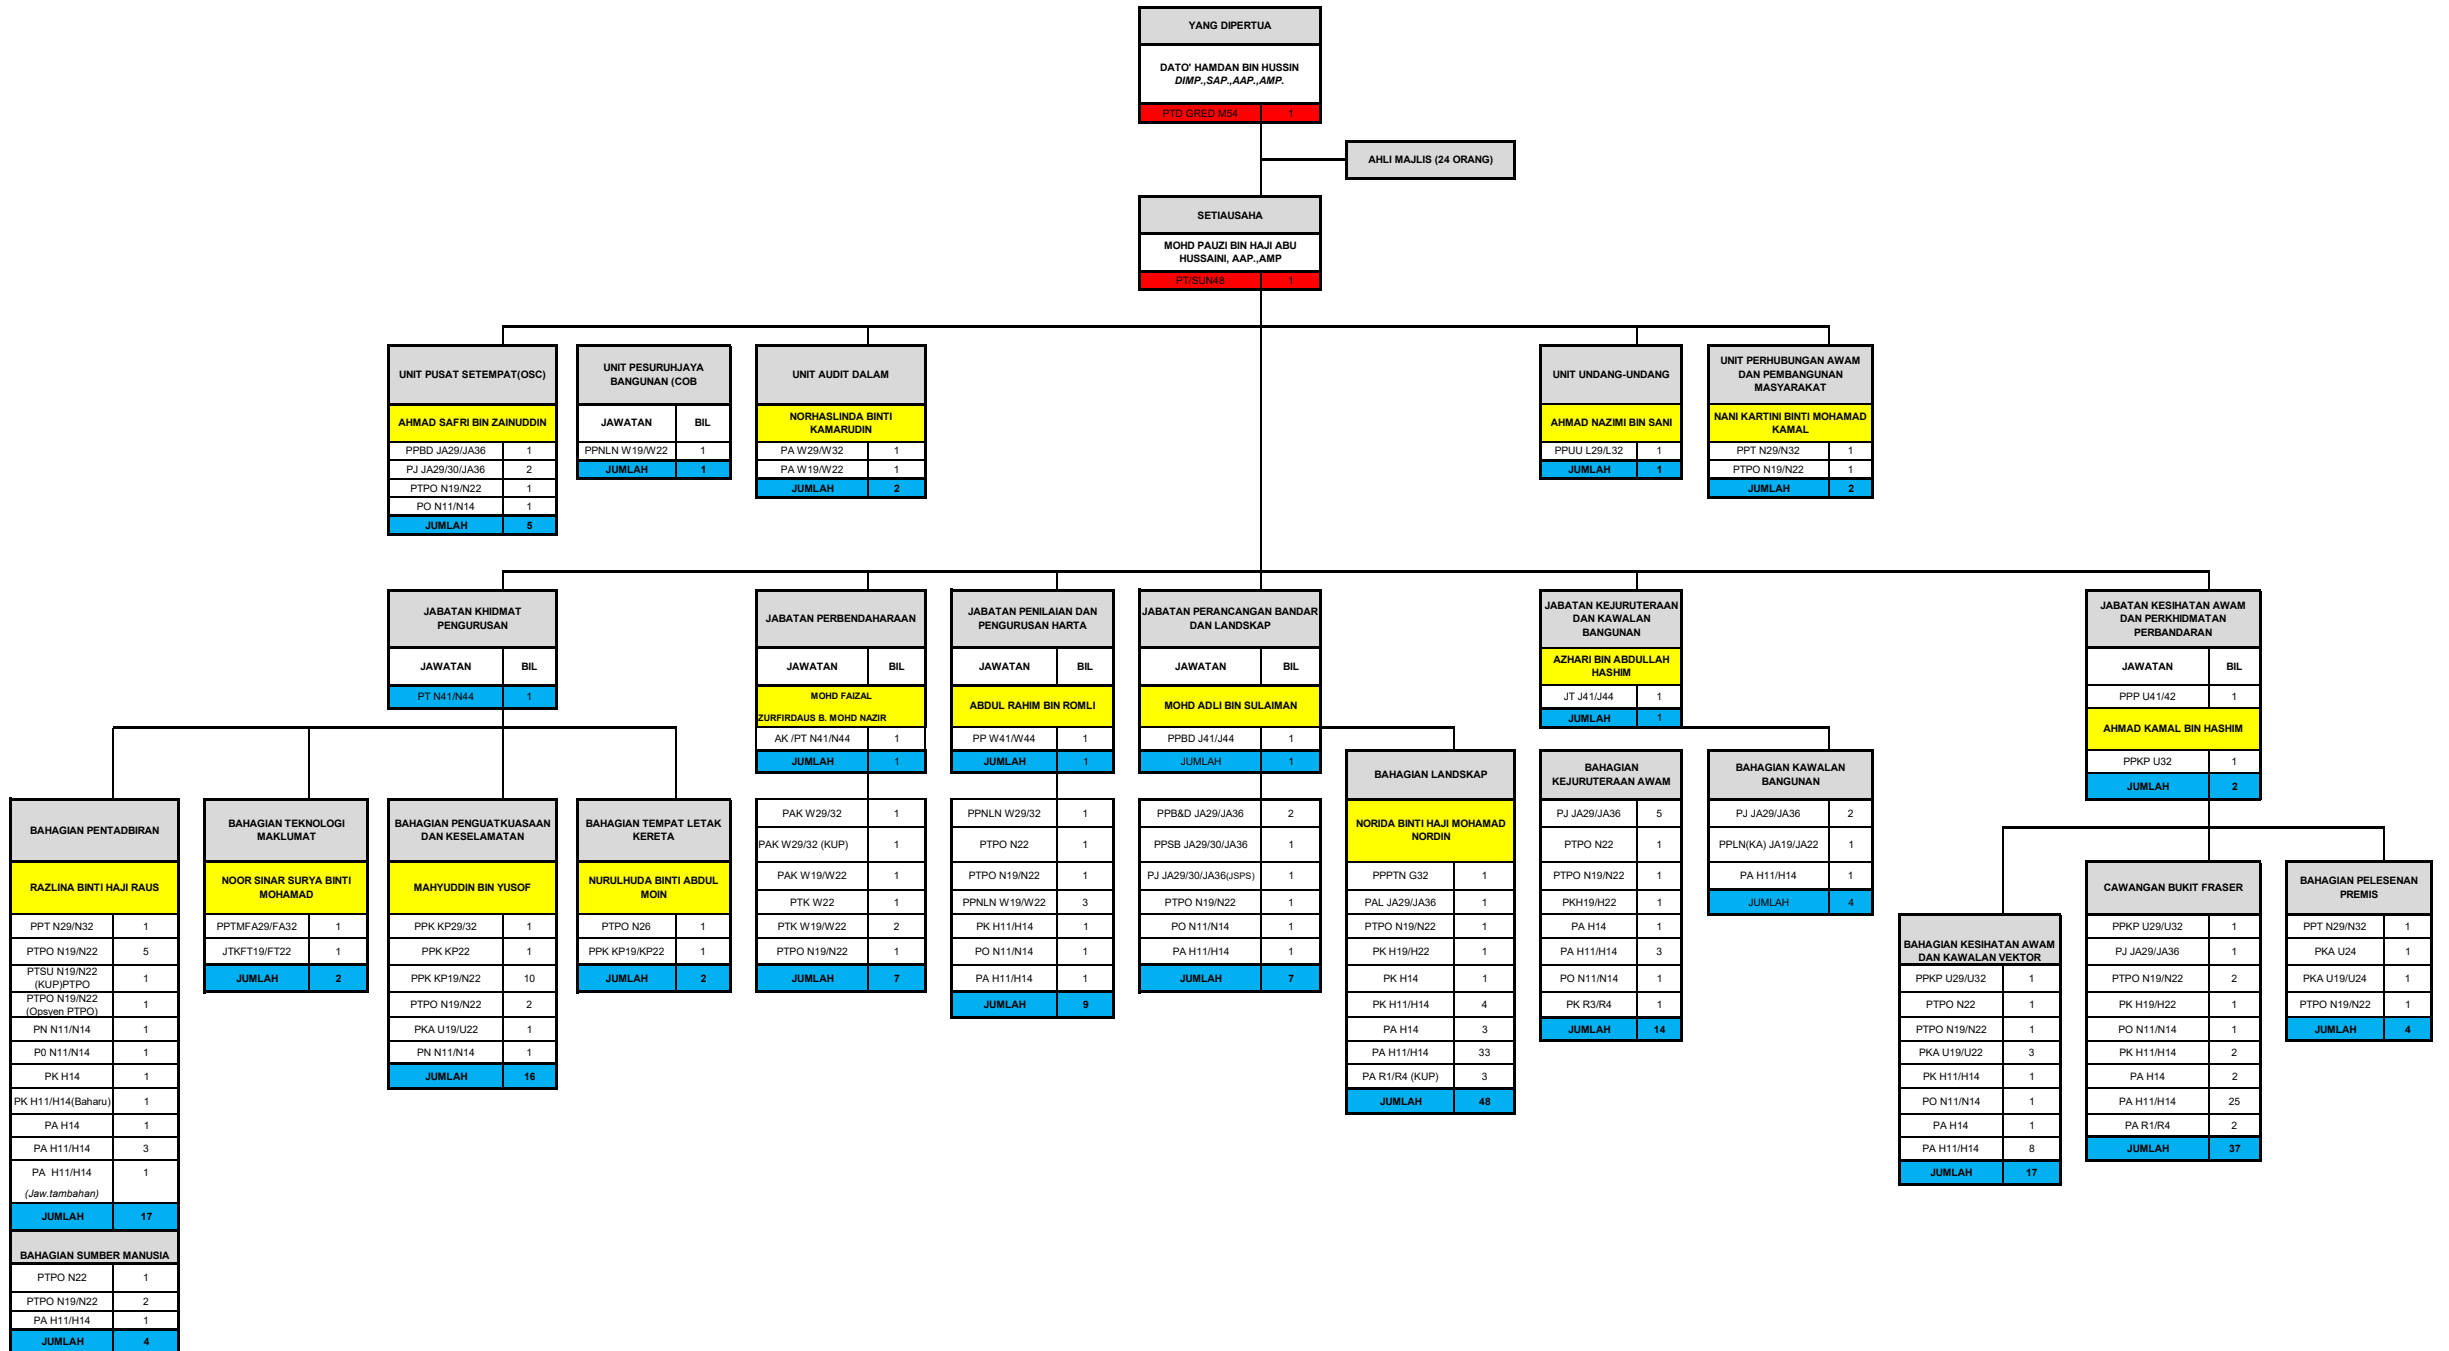 YANG DIPERTUA
DATO' HAMDAN BIN HUSSIN
DIMP.,SAP.,AAP.,AMP.
PTD GRED M54 1
AHLI MAJLIS (24 ORANG)
SETIAUSAHA
MOHD PAUZI BIN HAJI ABU
HUSSAINI, AAP.,AMP
PT/SUN48 1
UNIT PUSAT SETEMPAT(OSC)
AHMAD SAFRI BIN ZAINUDDIN
PPBD JA29/JA36 1
PJ JA29/30/JA36 2
PTPO N19/N22 1
PO N11/N14 1
JUMLAH 5
UNIT PESURUHJAYA
BANGUNAN (COB
JAWATAN BIL
PPNLN W19/W22 1
JUMLAH 1
UNIT AUDIT DALAM
NORHASLINDA BINTI
KAMARUDIN
PA W29/W32 1
PA W19/W22 1
JUMLAH 2
UNIT UNDANG-UNDANG
AHMAD NAZIMI BIN SANI
PPUU L29/L32 1
JUMLAH 1
UNIT PERHUBUNGAN AWAM
DAN PEMBANGUNAN
MASYARAKAT
NANI KARTINI BINTI MOHAMAD
KAMAL
PPT N29/N32 1
PTPO N19/N22 1
JUMLAH 2
JABATAN KHIDMAT
PENGURUSAN
JAWATAN BIL
PT N41/N44 1
JABATAN PERBENDAHARAAN
JAWATAN BIL
MOHD FAIZAL
ZURFIRDAUS B. MOHD NAZIR
AK /PT N41/N44 1
JUMLAH 1
JABATAN PENILAIAN DAN
PENGURUSAN HARTA
JAWATAN BIL
ABDUL RAHIM BIN ROMLI
PP W41/W44 1
JUMLAH 1
JABATAN PERANCANGAN BANDAR
DAN LANDSKAP
JAWATAN BIL
MOHD ADLI BIN SULAIMAN
PPBD J41/J44 1
JUMLAH 1
JABATAN KEJURUTERAAN
DAN KAWALAN
BANGUNAN
AZHARI BIN ABDULLAH
HASHIM
JT J41/J44 1
JUMLAH 1
JABATAN KESIHATAN AWAM
DAN PERKHIDMATAN
PERBANDARAN
JAWATAN BIL
PPP U41/42 1
AHMAD KAMAL BIN HASHIM
PPKP U32 1
JUMLAH 2
BAHAGIAN PENTADBIRAN
RAZLINA BINTI HAJI RAUS
PPT N29/N32 1
PTPO N19/N22 5
PTSU N19/N22
(KUP)PTPO 1
PTPO N19/N22
(Opsyen PTPO) 1
PN N11/N14 1
P0 N11/N14 1
PK H14 1
PK H11/H14(Baharu) 1
PA H14 1
PA H11/H14 3
PA H11/H14 1
(Jaw.tambahan)
JUMLAH 17
BAHAGIAN SUMBER MANUSIA
PTPO N22 1
PTPO N19/N22 2
PA H11/H14 1
JUMLAH 4
BAHAGIAN TEKNOLOGI
MAKLUMAT
NOOR SINAR SURYA BINTI
MOHAMAD
PPTMFA29/FA32 1
JTKFT19/FT22 1
JUMLAH 2
BAHAGIAN PENGUATKUASAAN
DAN KESELAMATAN
MAHYUDDIN BIN YUSOF
PPK KP29/32 1
PPK KP22 1
PPK KP19/N22 10
PTPO N19/N22 2
PKA U19/U22 1
PN N11/N14 1
JUMLAH 16
BAHAGIAN TEMPAT LETAK
KERETA
NURULHUDA BINTI ABDUL
MOIN
PTPO N26 1
PPK KP19/KP22 1
JUMLAH 2
PAK W29/32 1
PAK W29/32 (KUP) 1
PAK W19/W22 1
PTK W22 1
PTK W19/W22 2
PTPO N19/N22 1
JUMLAH 7
PPNLN W29/32 1
PTPO N22 1
PTPO N19/N22 1
PPNLN W19/W22 3
PK H11/H14 1
PO N11/N14 1
PA H11/H14 1
JUMLAH 9
PPB&D JA29/JA36 2
PPSB JA29/30/JA36 1
PJ JA29/30/JA36(JSPS) 1
PTPO N19/N22 1
PO N11/N14 1
PA H11/H14 1
JUMLAH 7
BAHAGIAN LANDSKAP
NORIDA BINTI HAJI MOHAMAD
NORDIN
PPPTN G32 1
PAL JA29/JA36 1
PTPO N19/N22 1
PK H19/H22 1
PK H14 1
PK H11/H14 4
PA H14 3
PA H11/H14 33
PA R1/R4 (KUP) 3
JUMLAH 48
BAHAGIAN
KEJURUTERAAN AWAM
PJ JA29/JA36 5
PTPO N22 1
PTPO N19/N22 1
PKH19/H22 1
PA H14 1
PA H11/H14 3
PO N11/N14 1
PK R3/R4 1
JUMLAH 14
BAHAGIAN KAWALAN
BANGUNAN
PJ JA29/JA36 2
PPLN(KA) JA19/JA22 1
PA H11/H14 1
JUMLAH 4
BAHAGIAN KESIHATAN AWAM
DAN KAWALAN VEKTOR
PPKP U29/U32 1
PTPO N22 1
PTPO N19/N22 1
PKA U19/U22 3
PK H11/H14 1
PO N11/N14 1
PA H14 1
PA H11/H14 8
JUMLAH 17
CAWANGAN BUKIT FRASER
PPKP U29/U32 1
PJ JA29/JA36 1
PTPO N19/N22 2
PK H19/H22 1
PO N11/N14 1
PK H11/H14 2
PA H14 2
PA H11/H14 25
PA R1/R4 2
JUMLAH 37
BAHAGIAN PELESENAN
PREMIS
PPT N29/N32 1
PKA U24 1
PKA U19/U24 1
PTPO N19/N22 1
JUMLAH 4